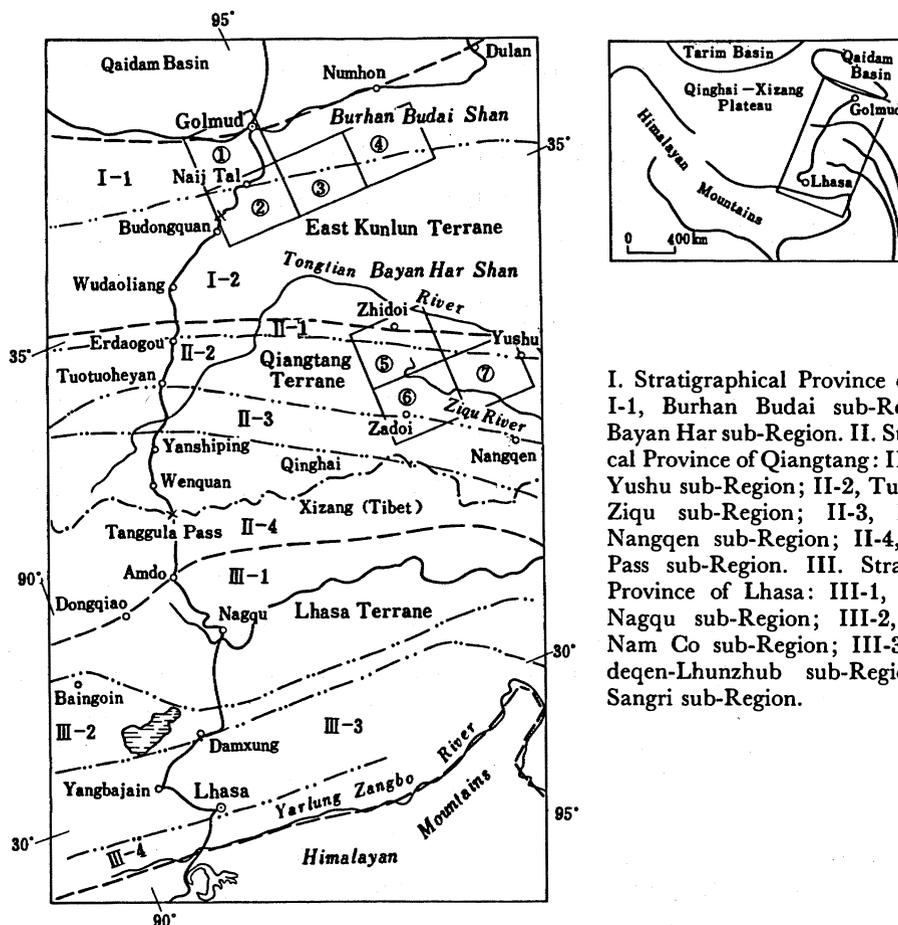 95°
Qaidam Basin
Dulan
Numhon
Golmud
Burhan Budai Shan
①
④
35°
I-1
Naij Tal
③
②
Budongquan
East Kunlun Terrane
Tongtian
Bayan Har Shan
I-2
Wudaoliang
River
Zhidoi
II-1
Yushu
Erdaogou
35°
II-2
Qiangtang
Terrane
⑤
⑦
Tuotuoheyan
⑥
II-3
Ziqu River
Zadoi
Yanshiping
Nangqen
Qinghai
Wenquan
Xizang (Tibet)
Tanggula Pass
II-4
Amdo
III-1
90°
Dongqiao
Nagqu
Lhasa Terrane
30°
Baingoin
III-2
III-3
Damxung
River
Yangbajain
Lhasa
Yarlung Zangbo
Mountains
95°
30°
III-4
Himalayan
90°
Tarim Basin
Qaidam
Basin
Qinghai-Xizang
Plateau
Golmud
Himalayan
Lhasa
Mountains
0 400km
I. Stratigraphical Province
I-1, Burhan Budai sub-Re
Bayan Har sub-Region. II. St
cal Province of Qiangtang: II
Yushu sub-Region; II-2, Tu
Ziqu sub-Region; II-3,
Nangqen sub-Region; II-4,
Pass sub-Region. III. Stra
Province of Lhasa: III-1,
Nagqu sub-Region; III-2,
Nam Co sub-Region; III-3
deqen-Lhunzhub sub-Regi
Sangri sub-Region.